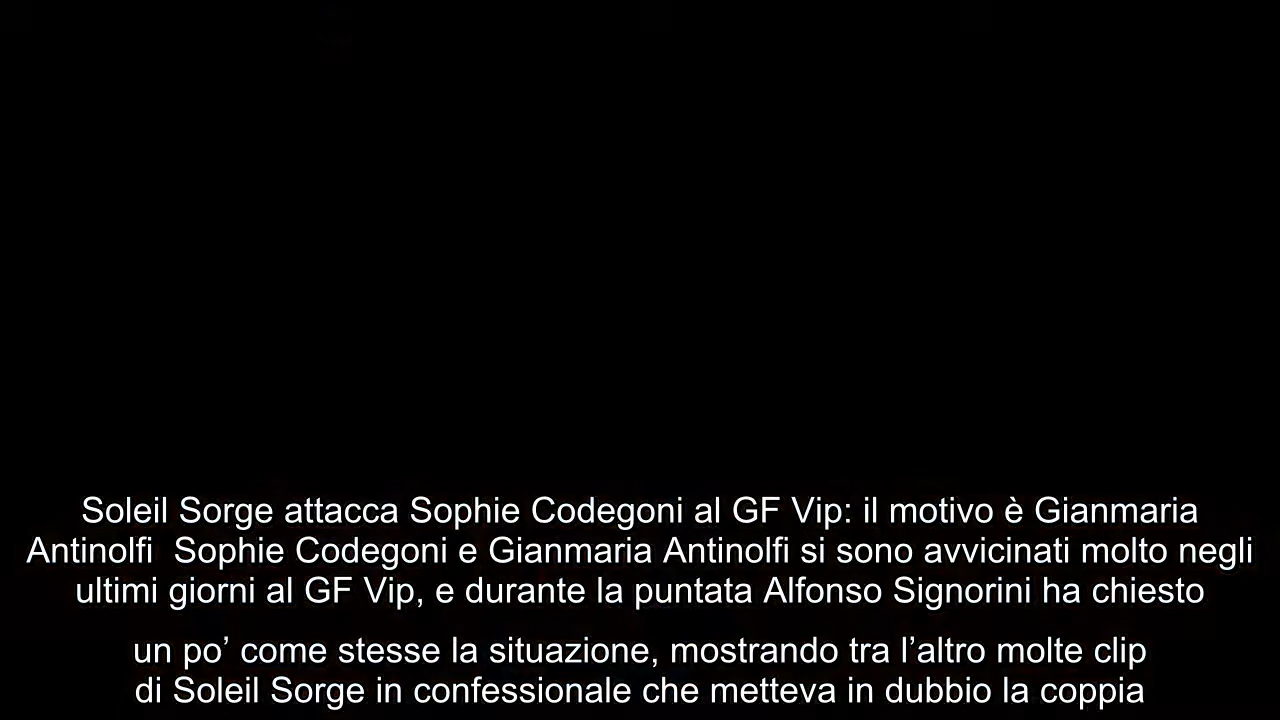 Soleil Sorge attacca Sophie Codegoni al GF Vip: il motivo è Gianmaria
Antinolfi  Sophie Codegoni e Gianmaria Antinolfi si sono avvicinati molto negli
ultimi giorni al GF Vip, e durante la puntata Alfonso Signorini ha chiesto
un po’ come stesse la situazione, mostrando tra l’altro molte clip
di Soleil Sorge in confessionale che metteva in dubbio la coppia